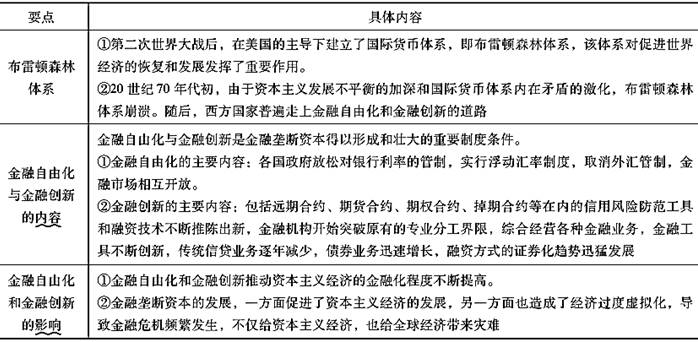 要点 具体内容
①第二次世界大战后，在美国的主导下建立了国际货币体系，即布雷顿森林体系，该体系对促进世界
经济的恢复和发展发挥了重要作用。
布雷顿森林
体系
②20 世纪 70 年代初，由于资本主义发展不平衡的加深和国际货币体系内在矛盾的激化，布雷顿森林
体系崩溃。随后，西方国家普遍走上金融自由化和金融创新的道路
金融自由化
与金融创新
的内容
金融自由化与金融创新是金融垄断资本得以形成和壮大的重要制度条件。
①金融自由化的主要内容：各国政府放松对银行利率的管制，实行浮动汇率制度，取消外汇管制，金
融市场相互开放。
②金融创新的主要内容：包括远期合约、期货合约、期权合约、掉期合约等在内的信用风险防范工具
和融资技术不断推陈出新，金融机构开始突破原有的专业分工界限，综合经营各种金融业务，金融工
具不断创新，传统信贷业务逐年减少，债券业务迅速增长，融资方式的证券化趋势迅猛发展
金融自由化
和金融创新
的影响
①金融自由化和金融创新推动资本主义经济的金融化程度不断提高。
②金融垄断资本的发展，一方面促进了资本主义经济的发展，另一方面也造成了经济过度虚拟化，导
致金融危机频繁发生，不仅给资本主义经济，也给全球经济带来灾难